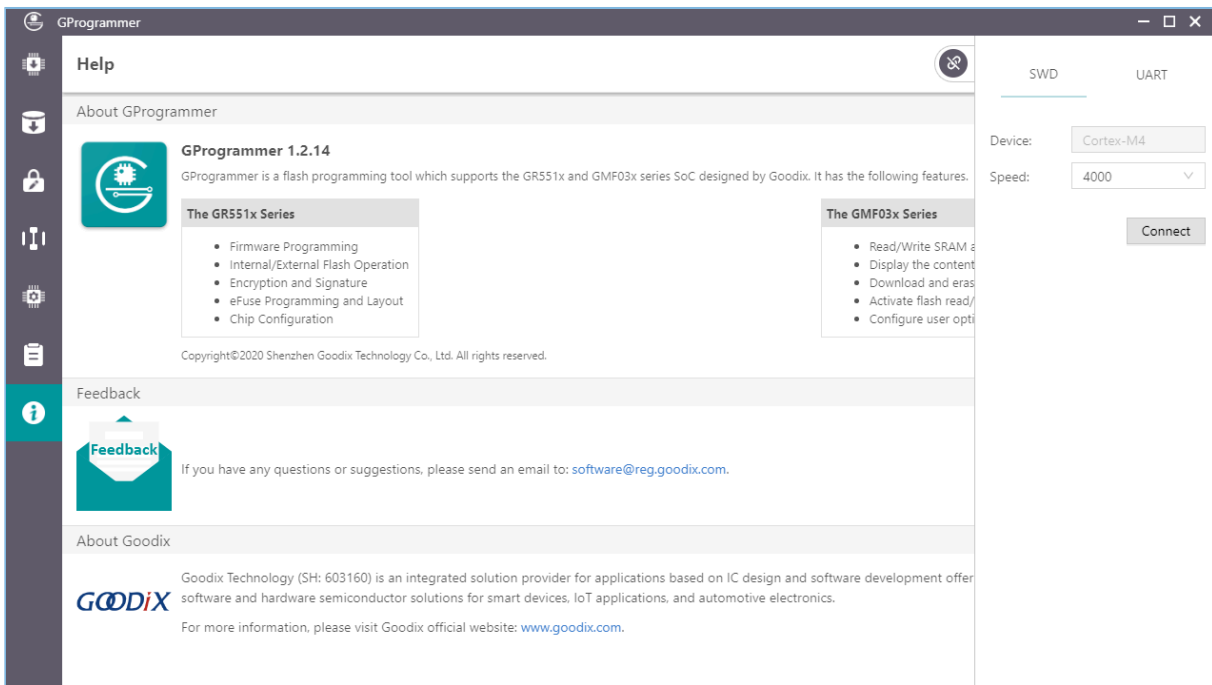 GProgrammer
Help
About GProgrammer
GProgrammer 1.2.14
GProgrammer is a flash programming tool which supports the GR551x and GMF03x series SoC designed by Goodix. It has the following features.
The GR551x Series
Firmware Programming
Internal/External Flash Operation
Encryption and Signature
eFuse Programming and Layout
Chip Configuration
The GMF03x Series
Read/Write SRAM a
Display the content
Download and eras
Activate flash read/
Configure user opti
Copyright©2020 Shenzhen Goodix Technology Co., Ltd. All rights reserved.
Feedback
Feedback
If you have any questions or suggestions, please send an email to: software@reg.goodix.com.
About Goodix
GOODiX
Goodix Technology (SH: 603160) is an integrated solution provider for applications based on IC design and software development offer
software and hardware semiconductor solutions for smart devices, IoT applications, and automotive electronics.
For more information, please visit Goodix official website: www.goodix.com.
SWD UART
Device: Cortex-M4
Speed: 4000
Connect